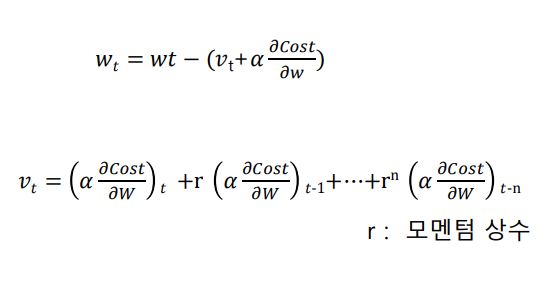 w_t = wt − (v_t+α ∂Cost/∂w)
v_t = (α ∂Cost/∂W)_t +r (α ∂Cost/∂W)_t-1+⋯+r^n (α ∂Cost/∂W)_t-n
r : 모멘텀 상수